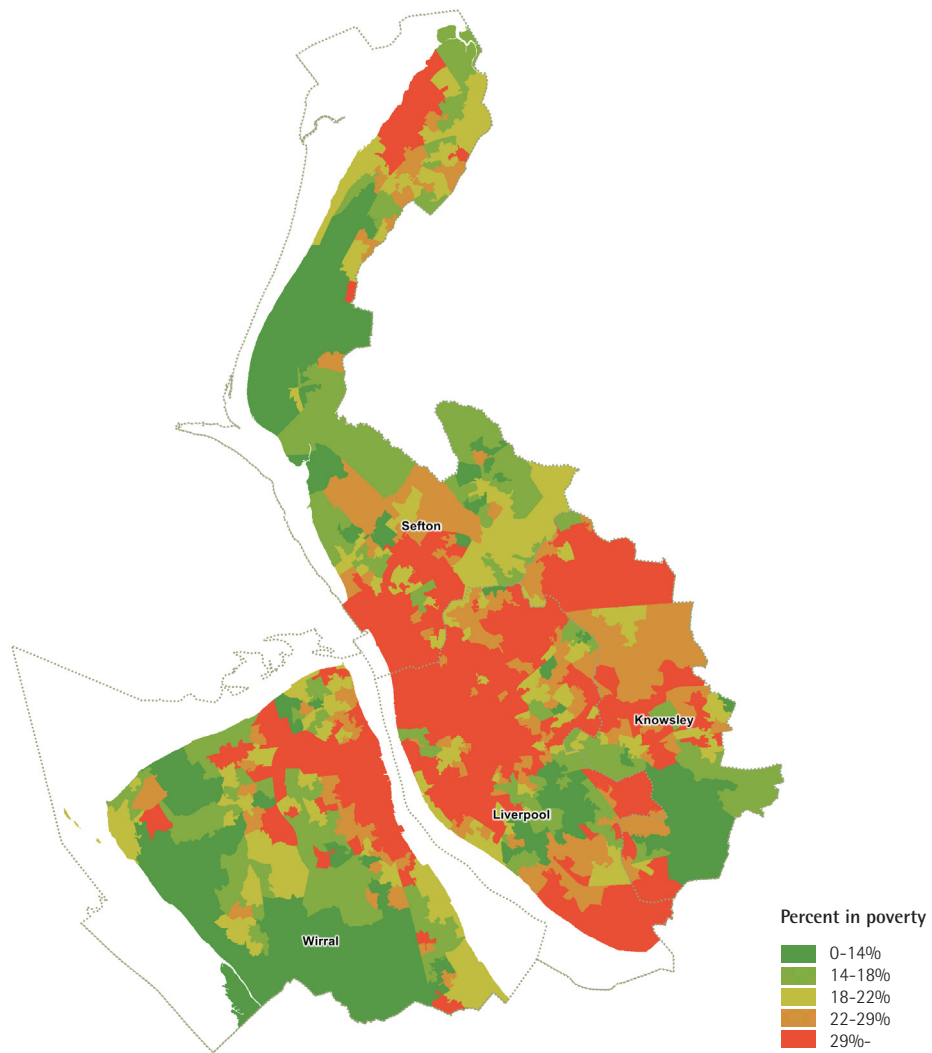 Sefton
Knowsley
Liverpool
Wirral
Percent in poverty
0-14%
14-18%
18-22%
22-29%
29%-